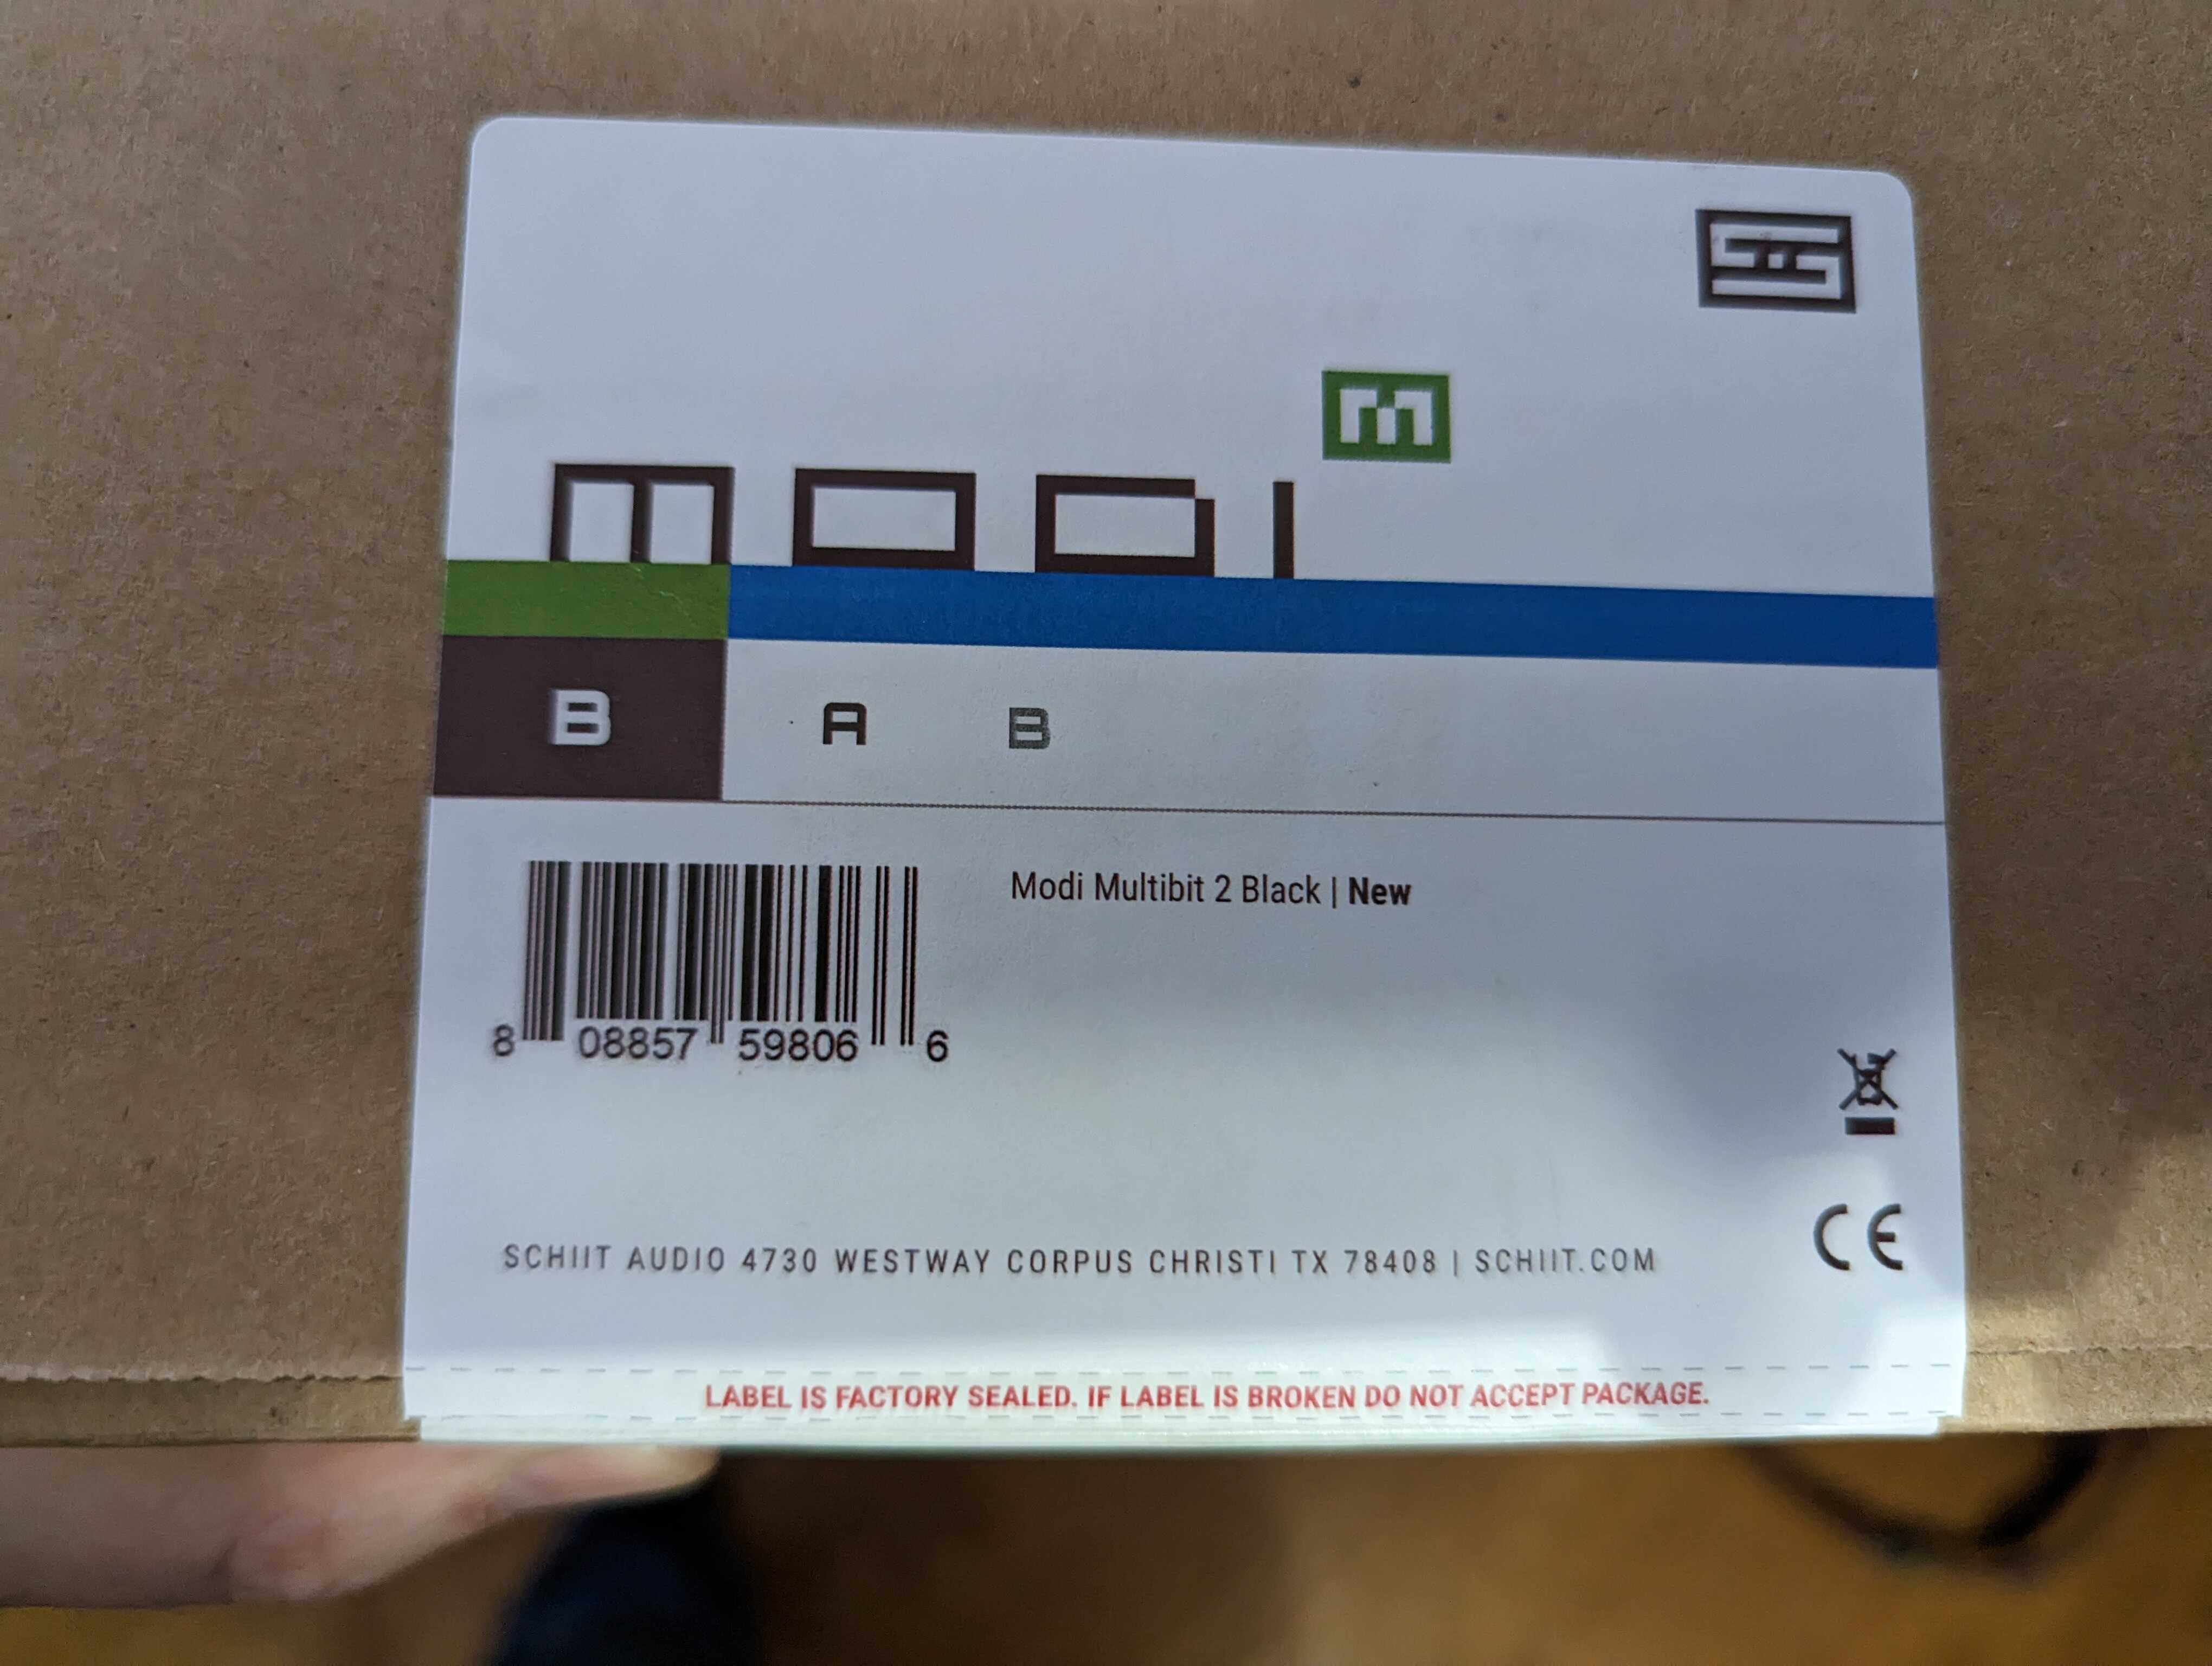 m
modi
B A B
Modi Multibit 2 Black | New
8 08857 59806 6
SCHIIT AUDIO 4730 WESTWAY CORPUS CHRISTI TX 78408 | SCHIIT.COM
CE
LABEL IS FACTORY SEALED. IF LABEL IS BROKEN DO NOT ACCEPT PACKAGE.